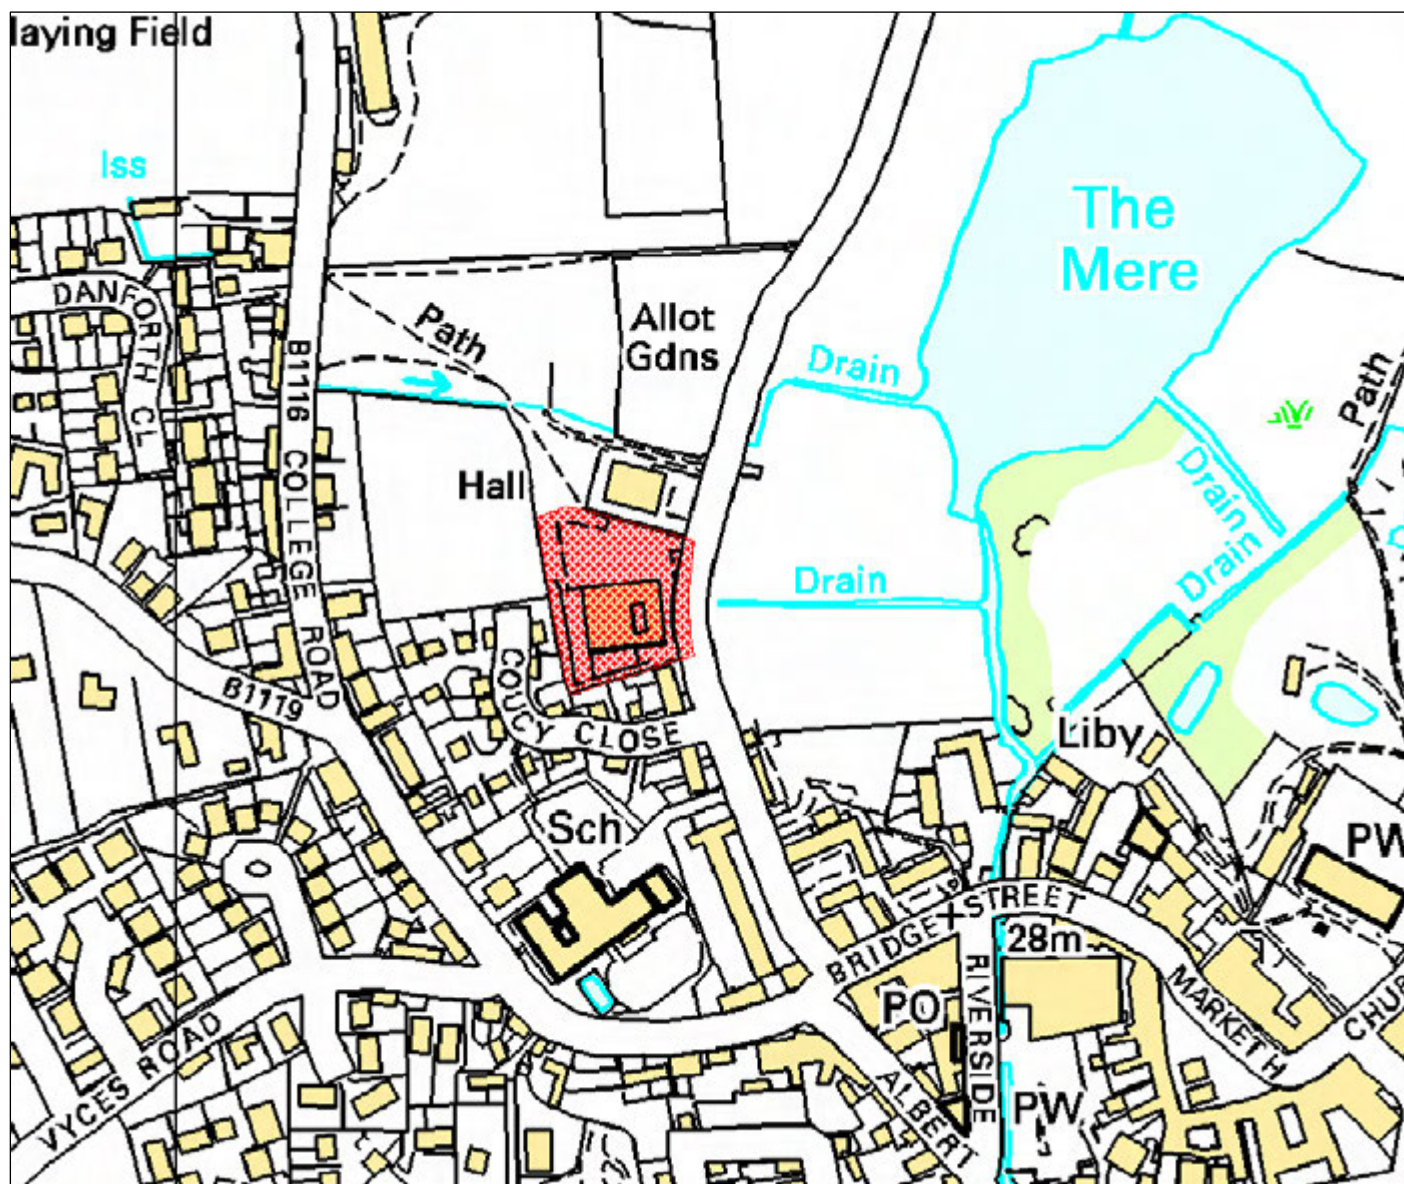 laying Field
Iss
The
Mere
DANFORTH CL
Path
Allot
Gdns
B1116 COLLEGE ROAD
Drain
Path
Hall
Drain
Drain
Drain
B1119
COUCY CLOSE
Liby
Sch
PW
BRIDGE STREET
28m
RIVERSIDE
MARKET H
CHU
PO
VYCES ROAD
ALBERT
PW